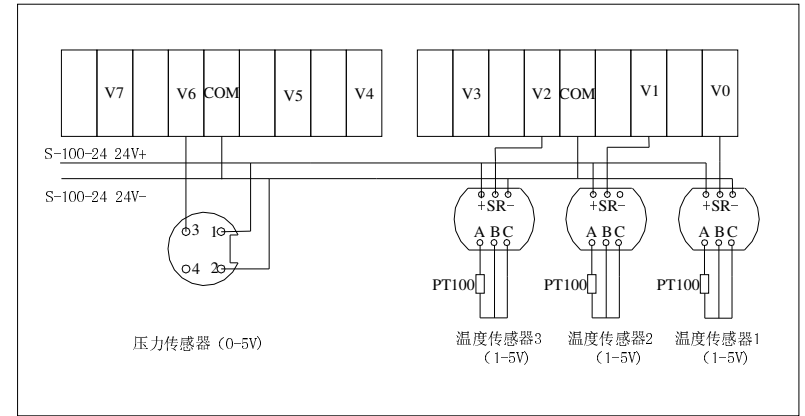 V7 V6 COM V5 V4 V3 V2 COM V1 V0
S-100-24 24V+
S-100-24 24V-
+SR- +SR- +SR-
3 1
A B C A B C A B C
4 2
PT100 PT100 PT100
压力传感器（0-5V）
温度传感器3 温度传感器2 温度传感器1
（1-5V） （1-5V） （1-5V）